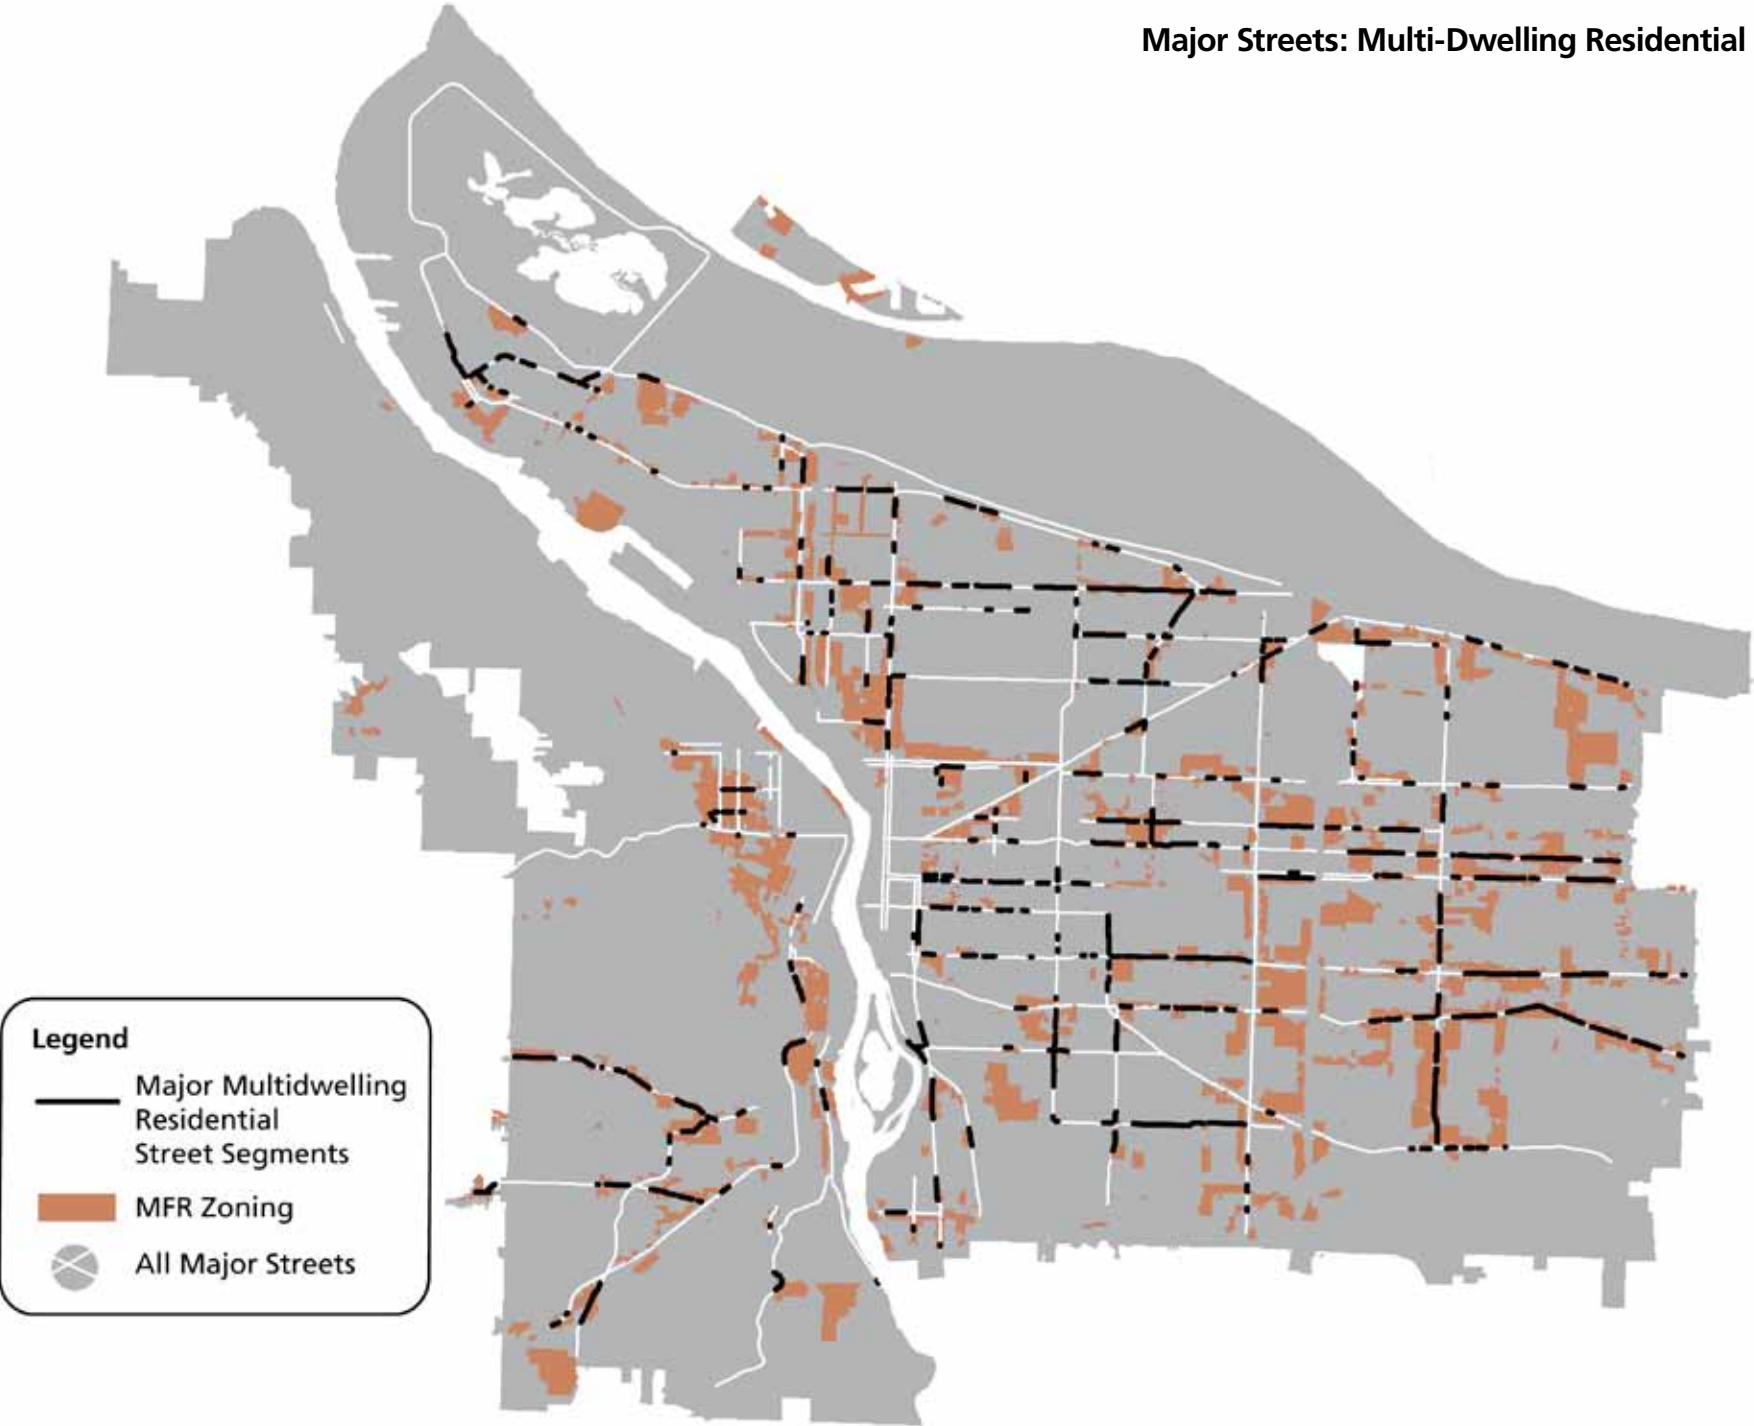 Major Streets: Multi-Dwelling Residential
Legend
Major Multidwelling
Residential
Street Segments
MFR Zoning
All Major Streets